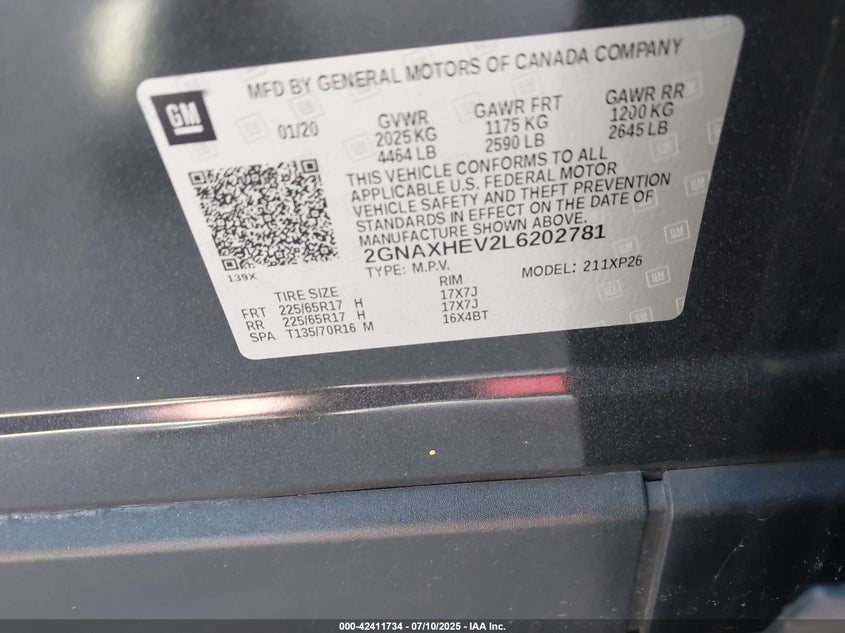 MFD BY GENERAL MOTORS OF CANADA COMPANY
GM
01/20
GVWR GAWR FRT GAWR RR
2025 KG 1175 KG 1200 KG
4464 LB 2590 LB 2645 LB
THIS VEHICLE CONFORMS TO ALL
APPLICABLE U.S. FEDERAL MOTOR
VEHICLE SAFETY AND THEFT PREVENTION
STANDARDS IN EFFECT ON THE DATE OF
MANUFACTURE SHOWN ABOVE.
2GNAXHEV2L6202781
139X
TYPE: M.P.V. MODEL: 211XP26
TIRE SIZE RIM
FRT 225/65R17 H 17X7J
RR 225/65R17 H 17X7J
SPA T135/70R16 M 16X4BT
000-42411734 - 07/10/2025 - IAA Inc.